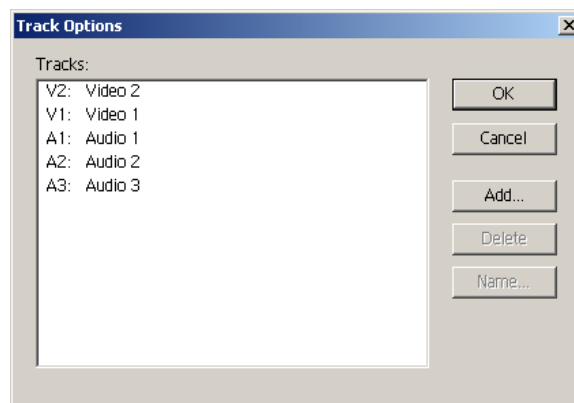 Track Options
Tracks:
V2: Video 2
V1: Video 1
A1: Audio 1
A2: Audio 2
A3: Audio 3
OK
Cancel
Add...
Delete
Name...